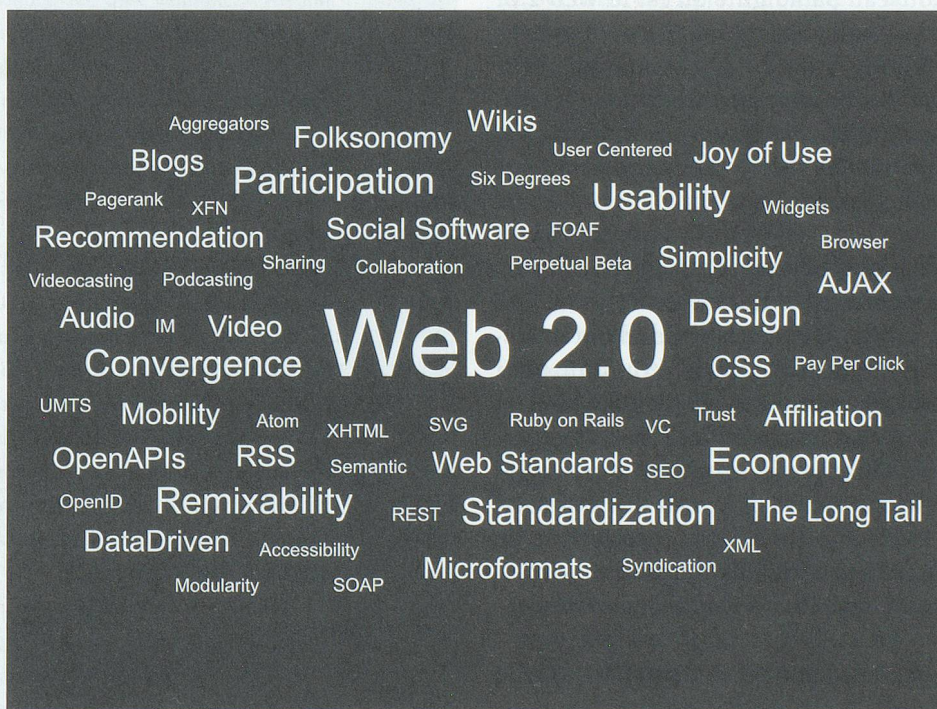 Wikis
Aggregators
Folksonomy
User Centered
Joy of Use
Blogs
Participation
Six Degrees
Usability
Pagerank
XFN
Widgets
Recommendation
Social Software
FOAF
Browser
Sharing
Collaboration
Perpetual Beta
Simplicity
Videocasting
Podcasting
AJAX
Audio
IM
Video
Web 2.0
Design
Convergence
CSS
Pay Per Click
UMTS
Mobility
Atom
XHTML
SVG
Ruby on Rails
VC
Trust
Affiliation
OpenAPIs
RSS
Semantic
Web Standards
SEO
Economy
OpenID
Remixability
REST
Standardization
The Long Tail
DataDriven
Accessibility
XML
Microformats
Syndication
Modularity
SOAP